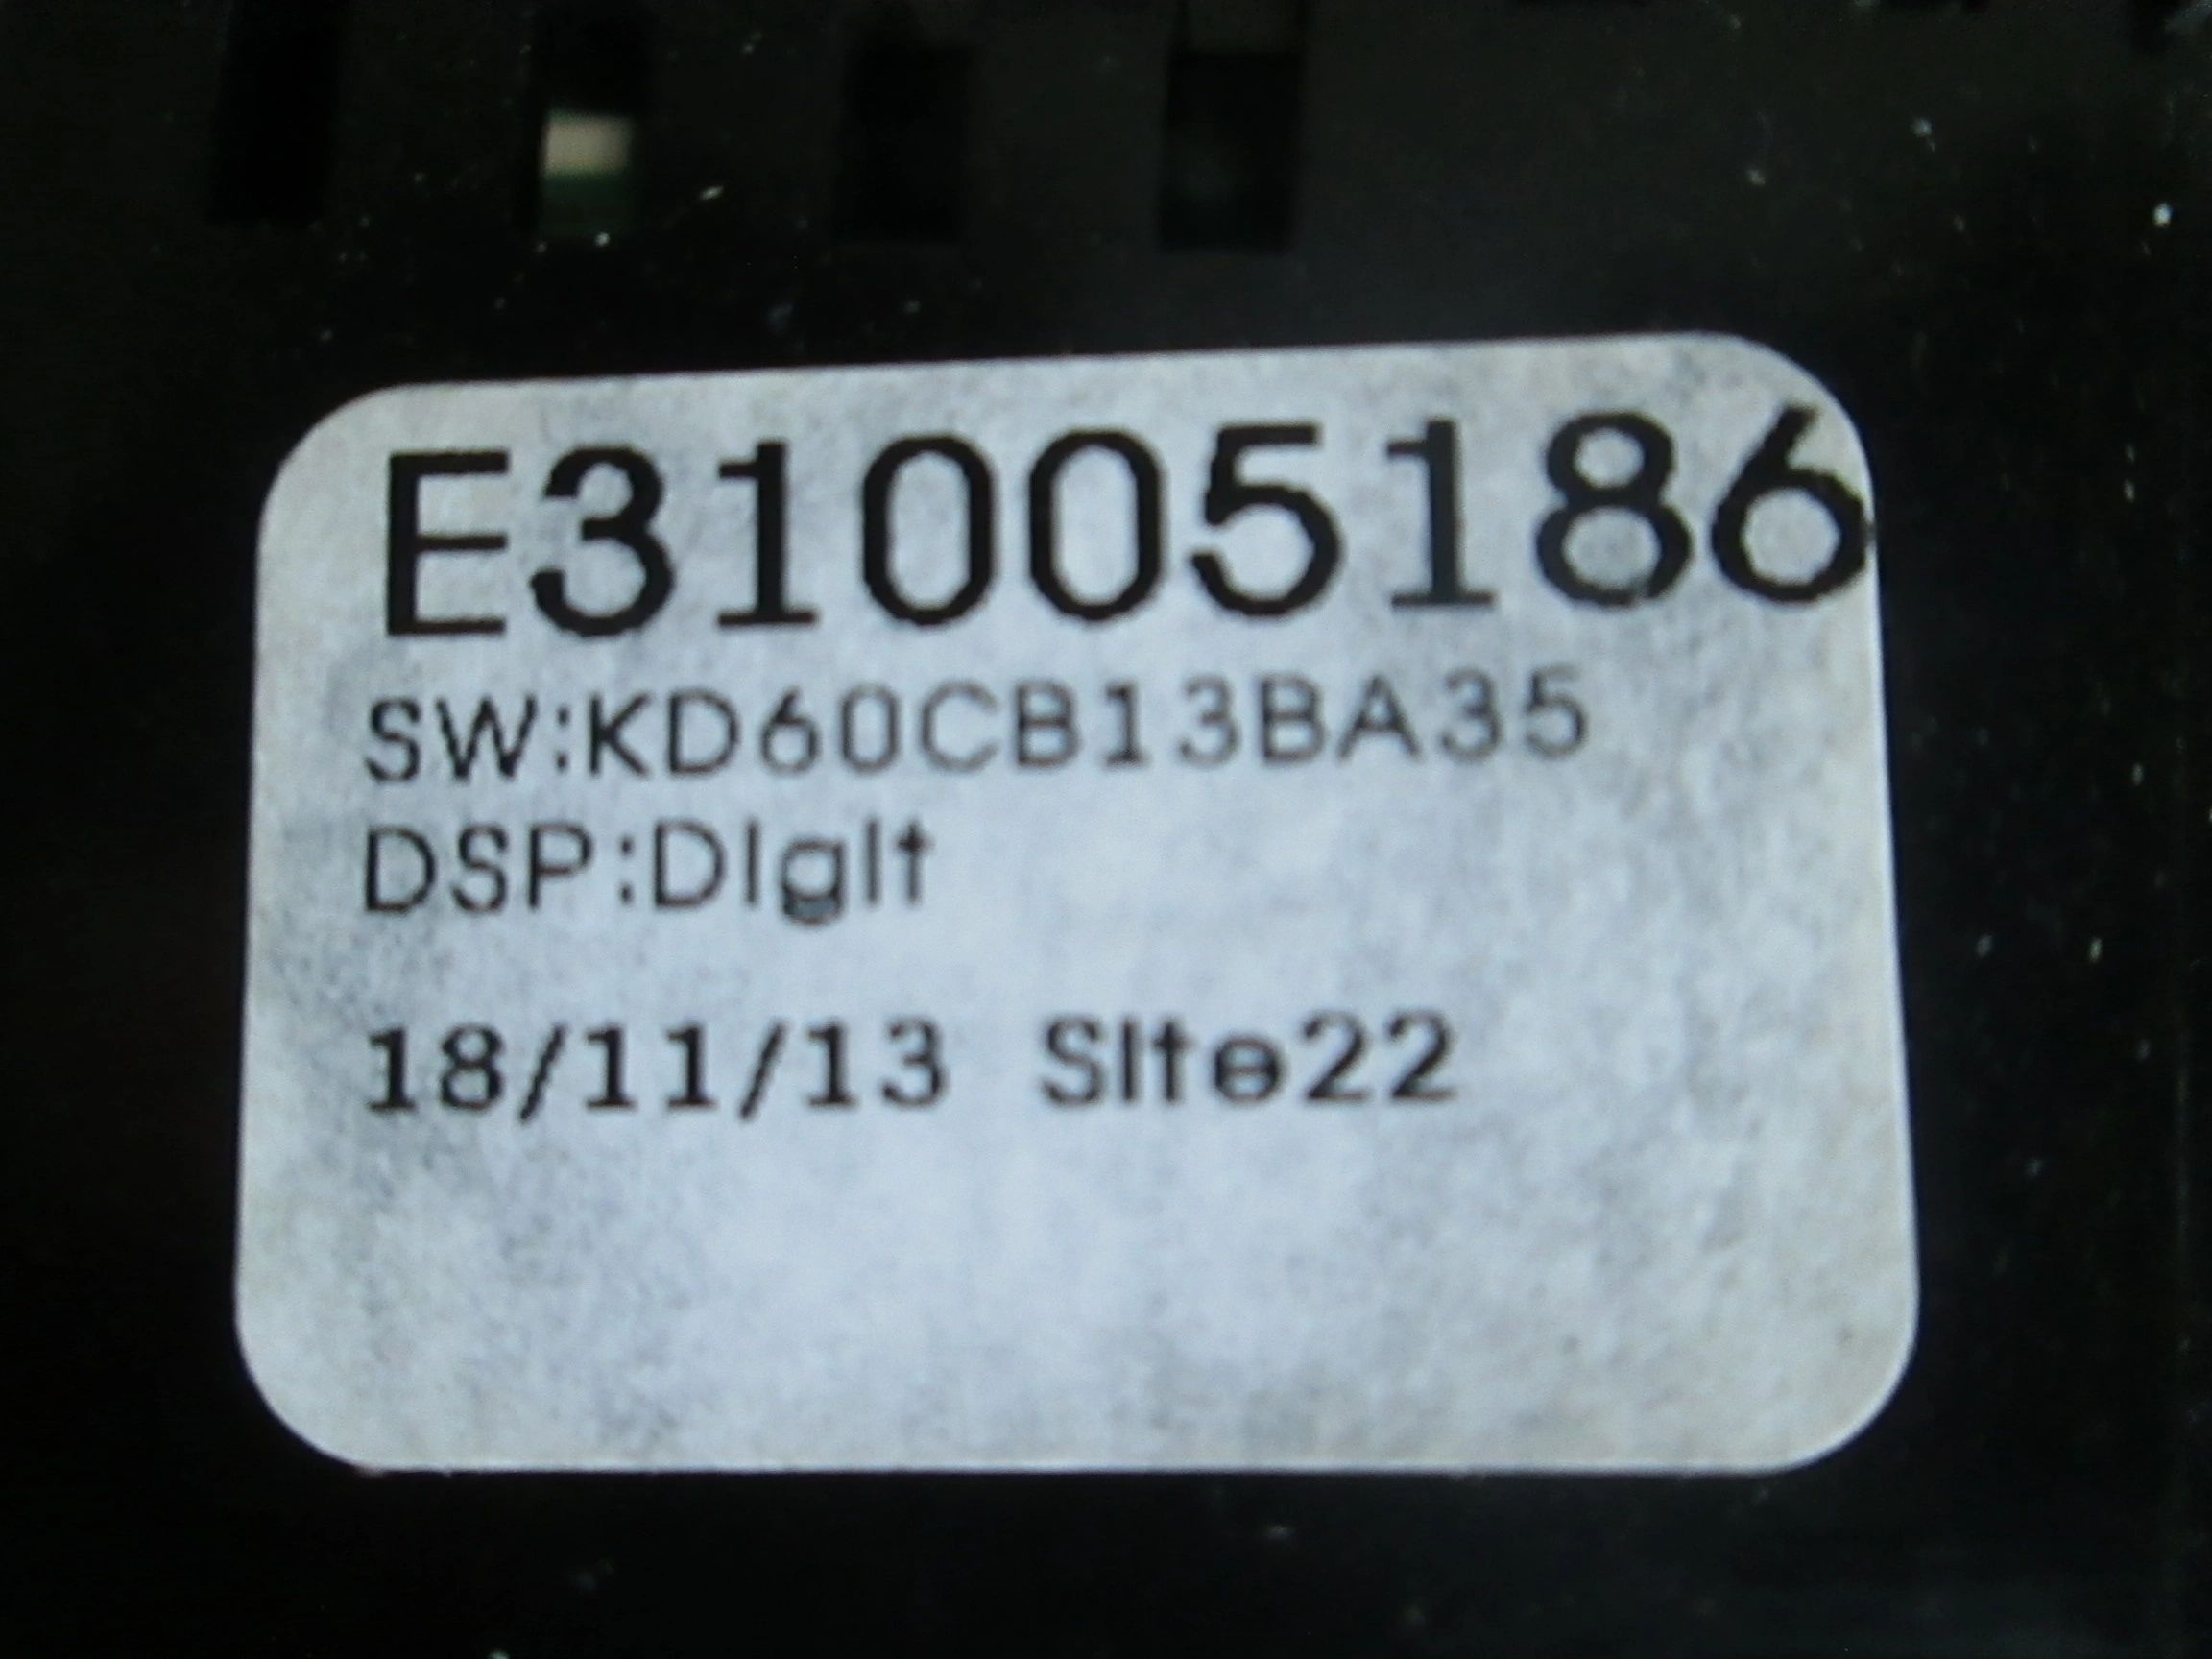 E31005186
SW:KD60CB13BA35
DSP:DIgIt
18/11/13 SIte22